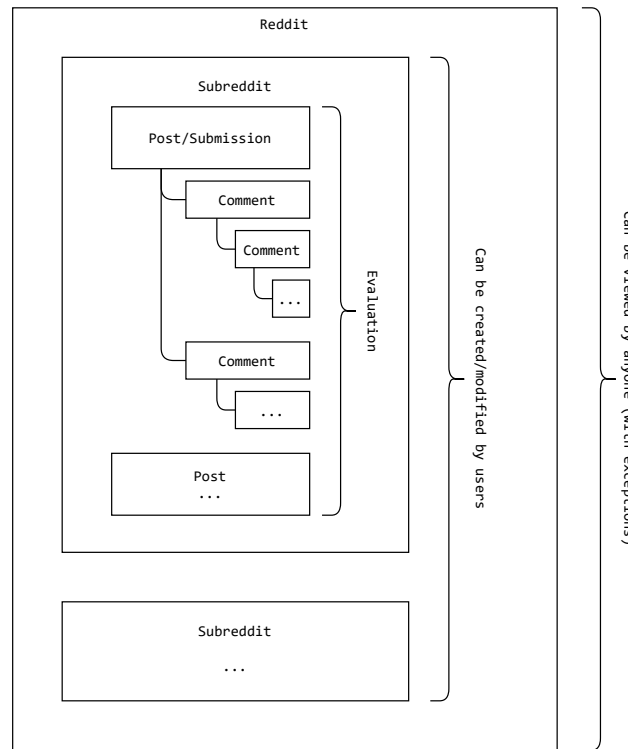 Reddit
Subreddit
Post/Submission
Comment
Comment
...
Comment
...
Post
...
Evaluation
Subreddit
...
Can be created/modified by users
Can be viewed by anyone (with exceptions)